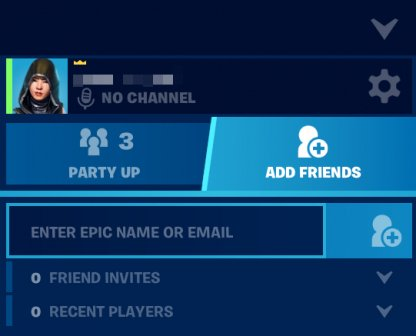 NO CHANNEL
3
PARTY UP
ADD FRIENDS
ENTER EPIC NAME OR EMAIL
0 FRIEND INVITES
0 RECENT PLAYERS